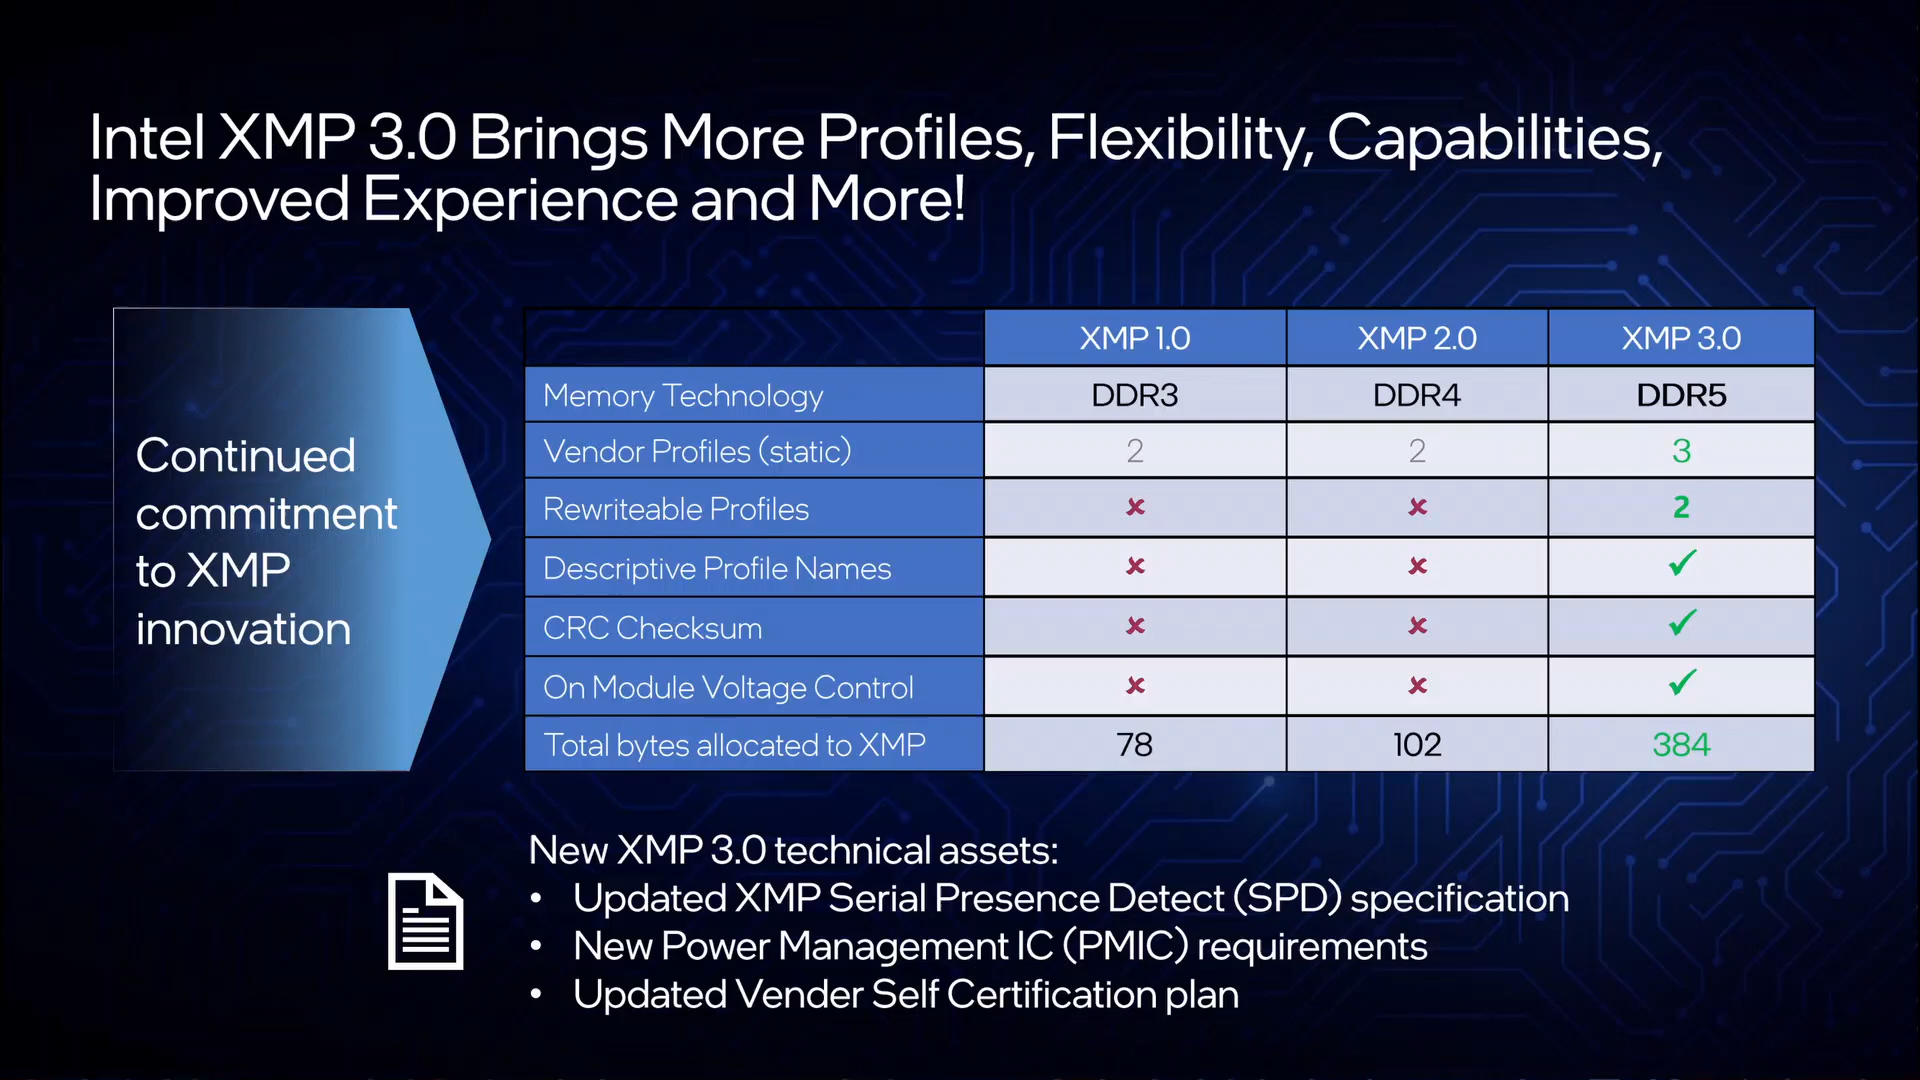 Intel XMP 3.0 Brings More Profiles, Flexibility, Capabilities,
Improved Experience and More!
Continued
commitment
to XMP
innovation
XMP 1.0 XMP 2.0 XMP 3.0
Memory Technology DDR3 DDR4 DDR5
Vendor Profiles (static) 2 2 3
Rewriteable Profiles ✘ ✘ 2
Descriptive Profile Names ✘ ✘ ✓
CRC Checksum ✘ ✘ ✓
On Module Voltage Control ✘ ✘ ✓
Total bytes allocated to XMP 78 102 384
New XMP 3.0 technical assets:
• Updated XMP Serial Presence Detect (SPD) specification
• New Power Management IC (PMIC) requirements
• Updated Vender Self Certification plan